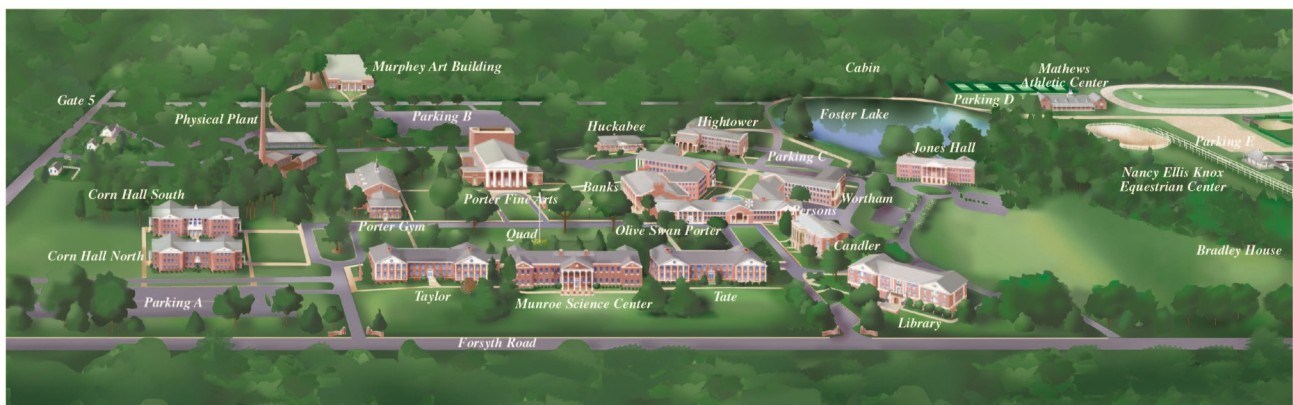 Murphey Art Building
Cabin
Mathews
Athletic Center
Gate 5
Parking D
Physical Plant
Parking B
Foster Lake
Huckabee
Hightower
Jones Hall
Parking E
Parking C
Nancy Ellis Knox
Equestrian Center
Corn Hall South
Banks
Porter Fine Arts
Wortham
Persons
Porter Gym
Quad
Olive Swan Porter
Candler
Bradley House
Corn Hall North
Parking A
Taylor
Munroe Science Center
Tate
Library
Forsyth Road